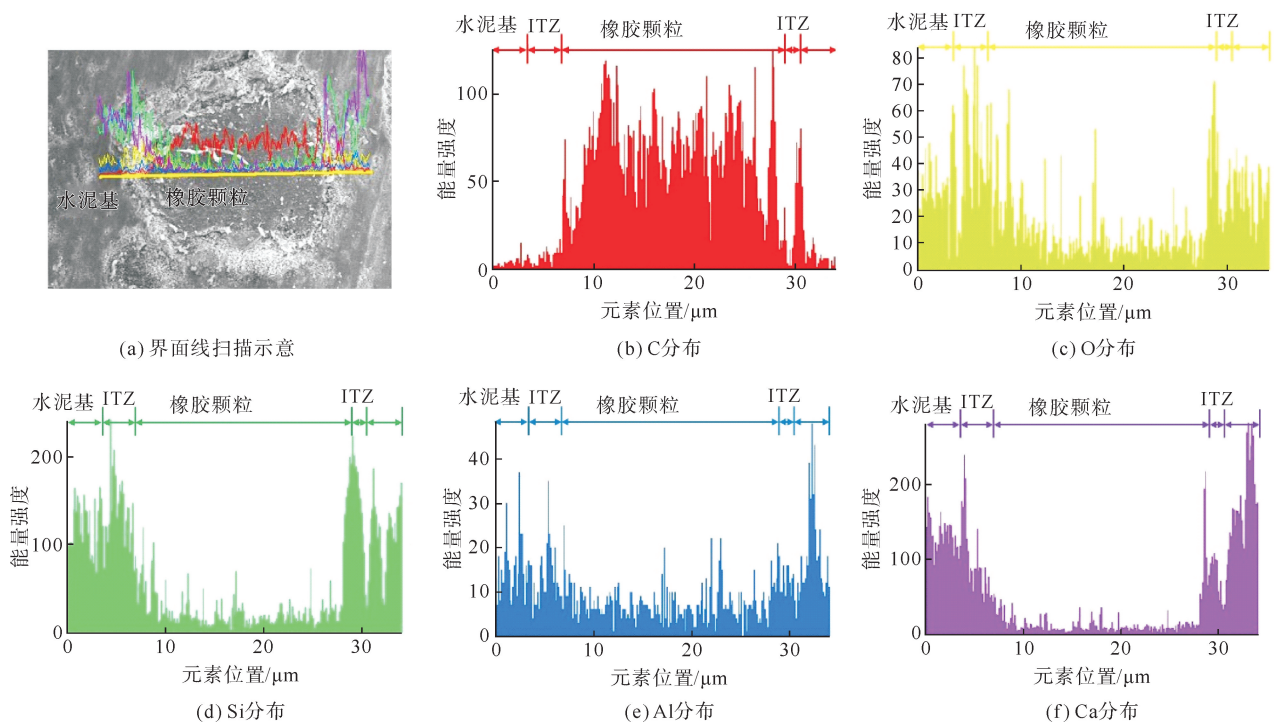 水泥基
橡胶颗粒
(a) 界面线扫描示意
水泥基 ITZ 橡胶颗粒 ITZ
能量强度
100
50
0
0 10 20 30
元素位置/μm
(b) C分布
水泥基 ITZ 橡胶颗粒 ITZ
能量强度
80
70
60
50
40
30
20
10
0
0 10 20 30
元素位置/μm
(c) O分布
水泥基 ITZ 橡胶颗粒 ITZ
能量强度
200
100
0
0 10 20 30
元素位置/μm
(d) Si分布
水泥基 ITZ 橡胶颗粒 ITZ
能量强度
40
30
20
10
0
0 10 20 30
元素位置/μm
(e) Al分布
水泥基 ITZ 橡胶颗粒 ITZ
能量强度
200
100
0
0 10 20 30
元素位置/μm
(f) Ca分布